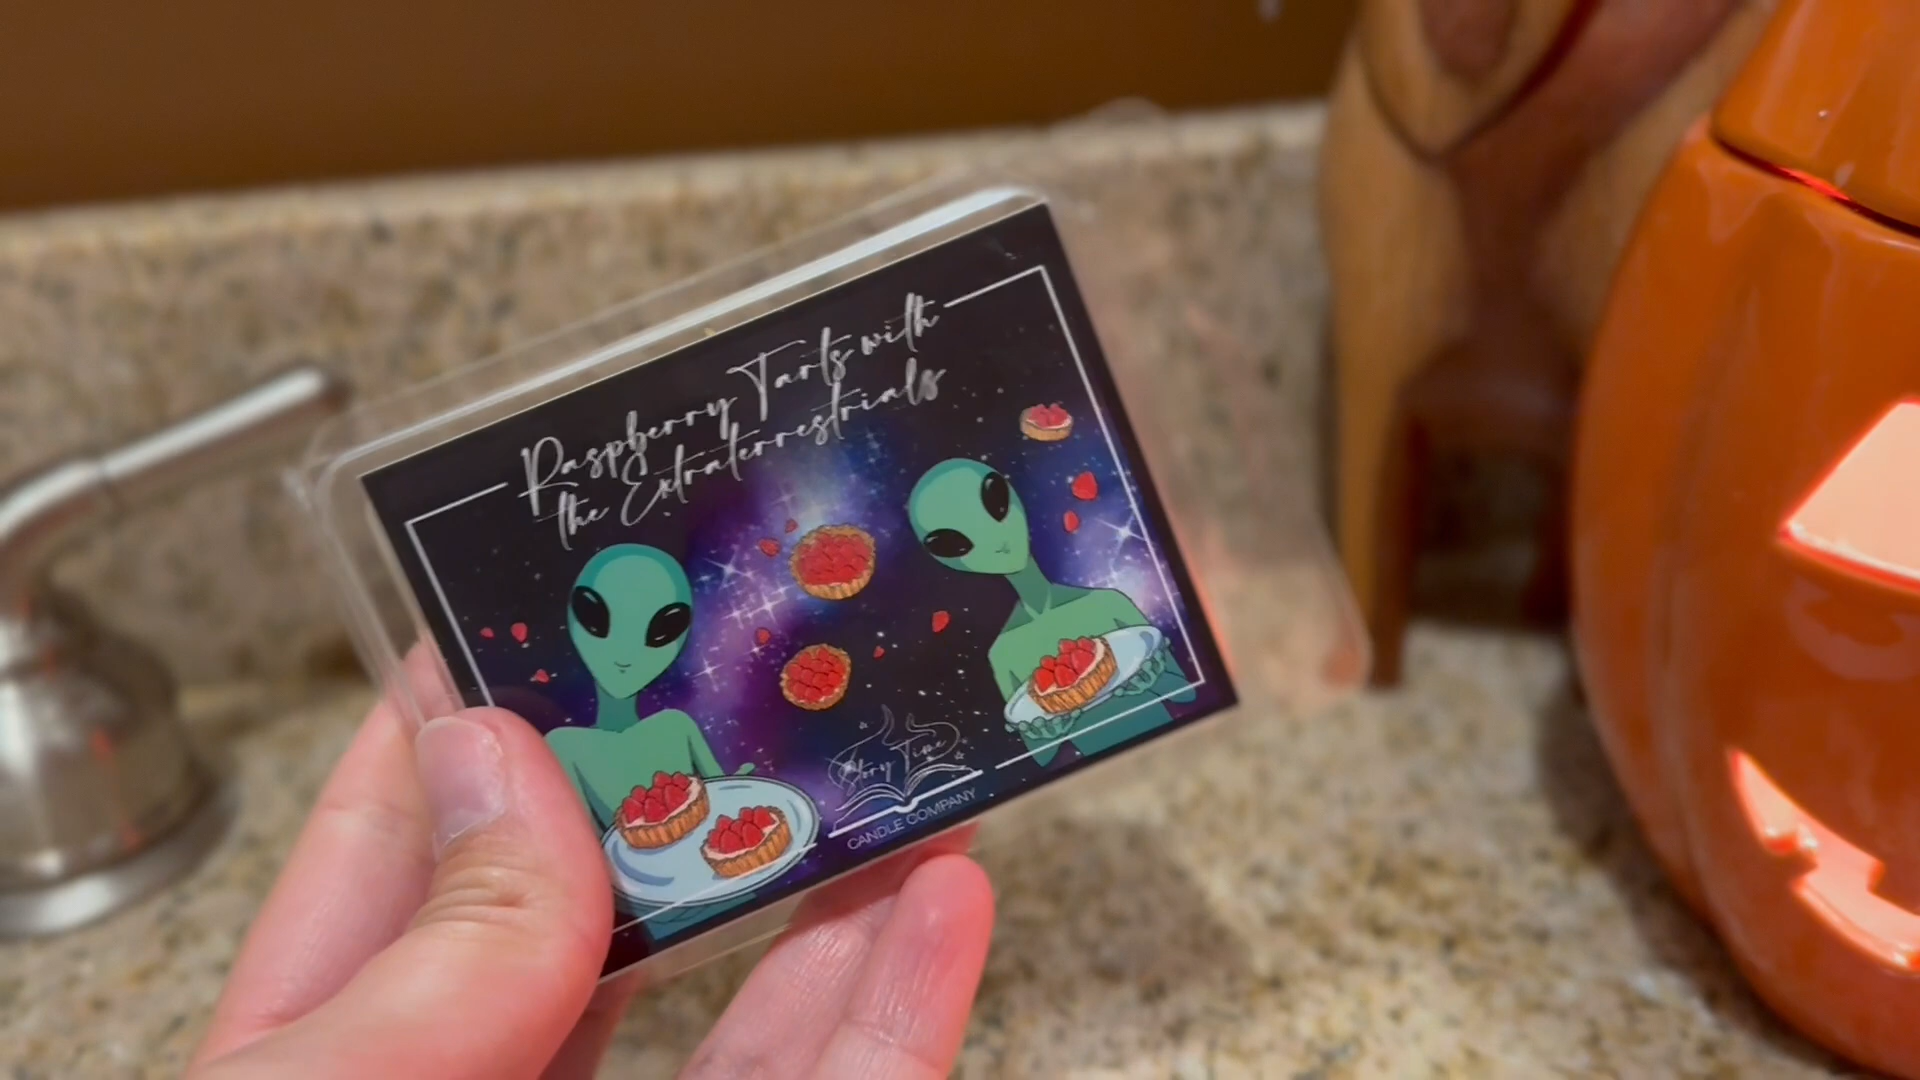 Raspberry Tarts with
the Extraterrestrials
Story Time
CANDLE COMPANY